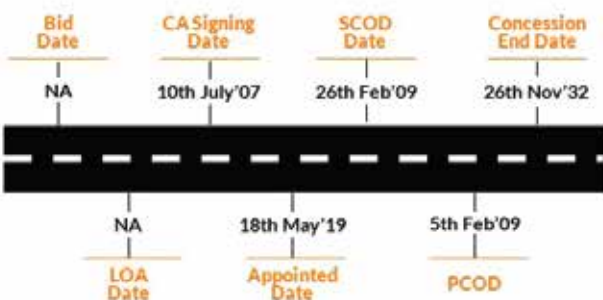 Bid
Date
CA Signing
Date
SCOD
Date
Concession
End Date
NA
10th July'07
26th Feb'09
26th Nov'32
NA
18th May'19
5th Feb'09
LOA
Date
Appointed
Date
PCOD